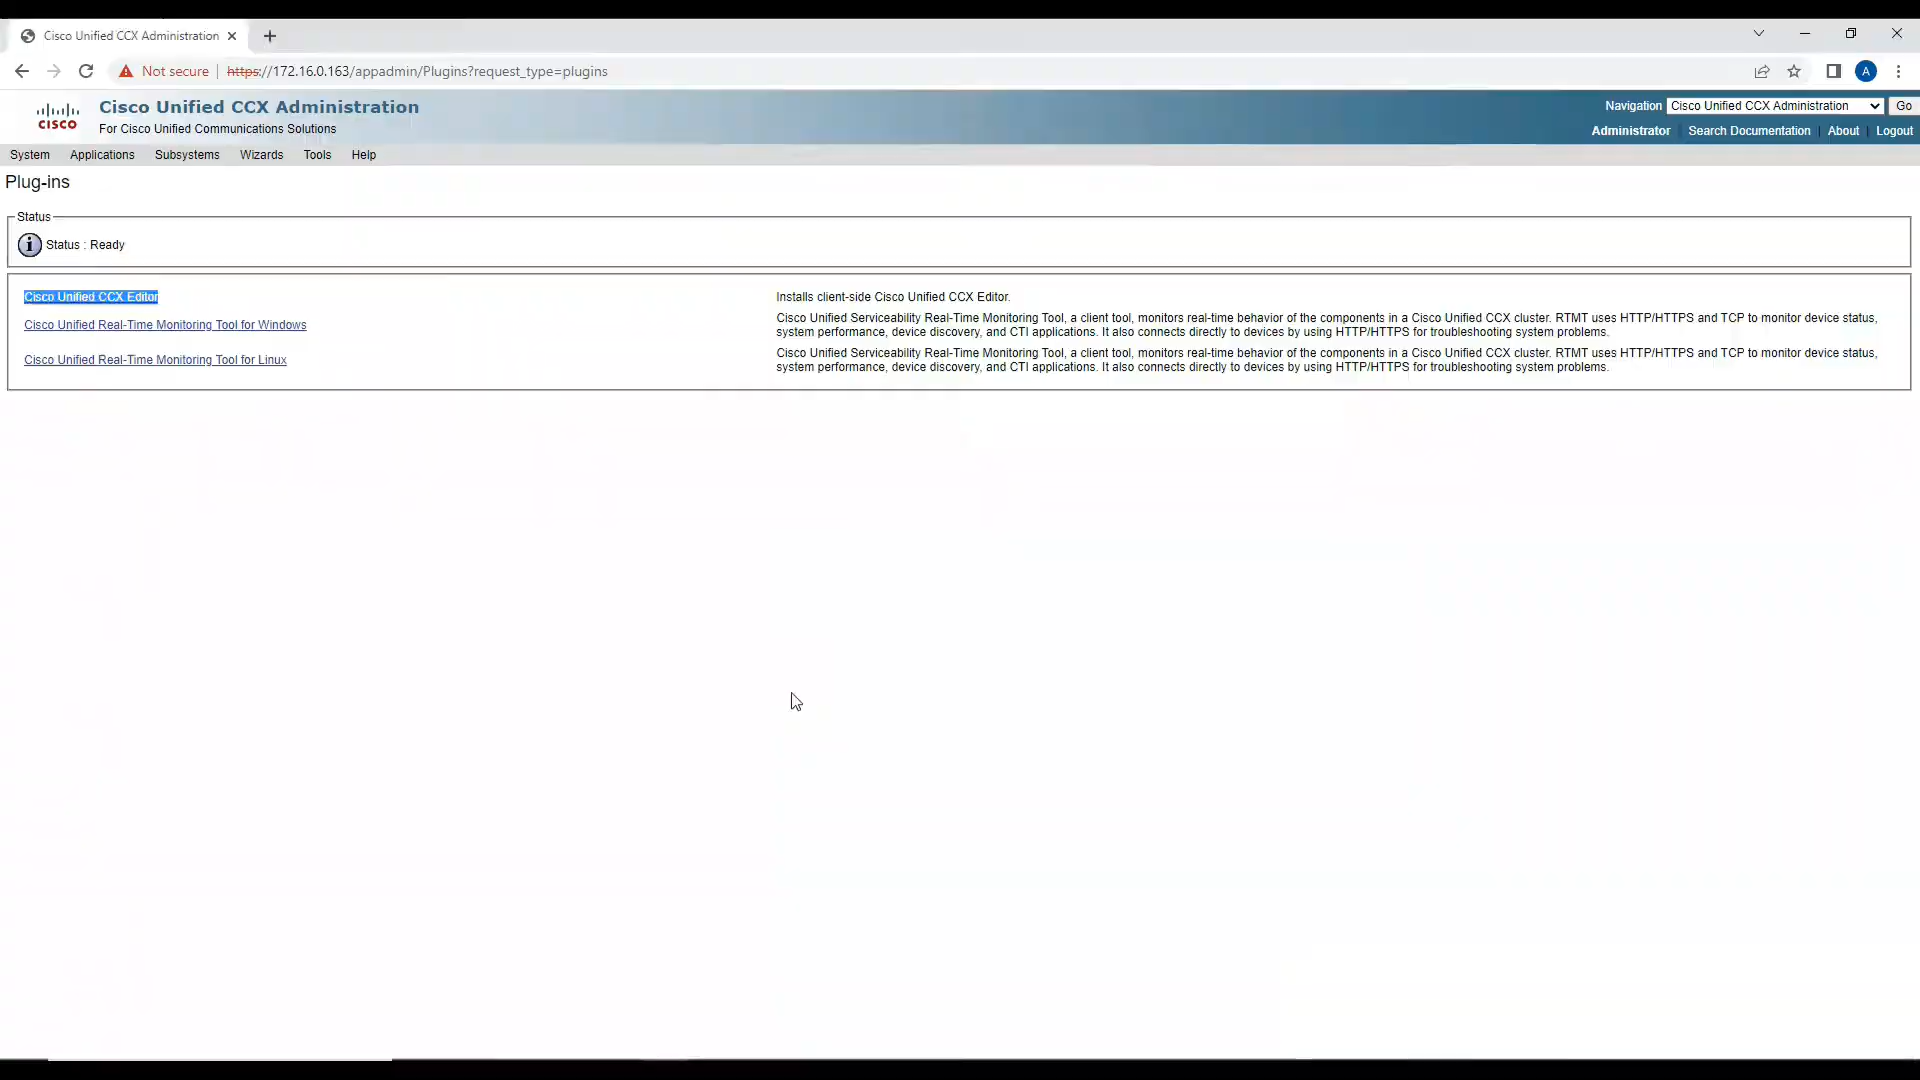 Cisco Unified CCX Administration
Not secure https://172.16.0.163/appadmin/Plugins?request_type=plugins
A
CISCO
Cisco Unified CCX Administration
For Cisco Unified Communications Solutions
Navigation Cisco Unified CCX Administration Go
Administrator | Search Documentation | About | Logout
System Applications Subsystems Wizards Tools Help
Plug-ins
Status
Status : Ready
Cisco Unified CCX Editor
Installs client-side Cisco Unified CCX Editor.
Cisco Unified Real-Time Monitoring Tool for Windows
Cisco Unified Serviceability Real-Time Monitoring Tool, a client tool, monitors real-time behavior of the components in a Cisco Unified CCX cluster. RTMT uses HTTP/HTTPS and TCP to monitor device status,
system performance, device discovery, and CTI applications. It also connects directly to devices by using HTTP/HTTPS for troubleshooting system problems.
Cisco Unified Real-Time Monitoring Tool for Linux
Cisco Unified Serviceability Real-Time Monitoring Tool, a client tool, monitors real-time behavior of the components in a Cisco Unified CCX cluster. RTMT uses HTTP/HTTPS and TCP to monitor device status,
system performance, device discovery, and CTI applications. It also connects directly to devices by using HTTP/HTTPS for troubleshooting system problems.